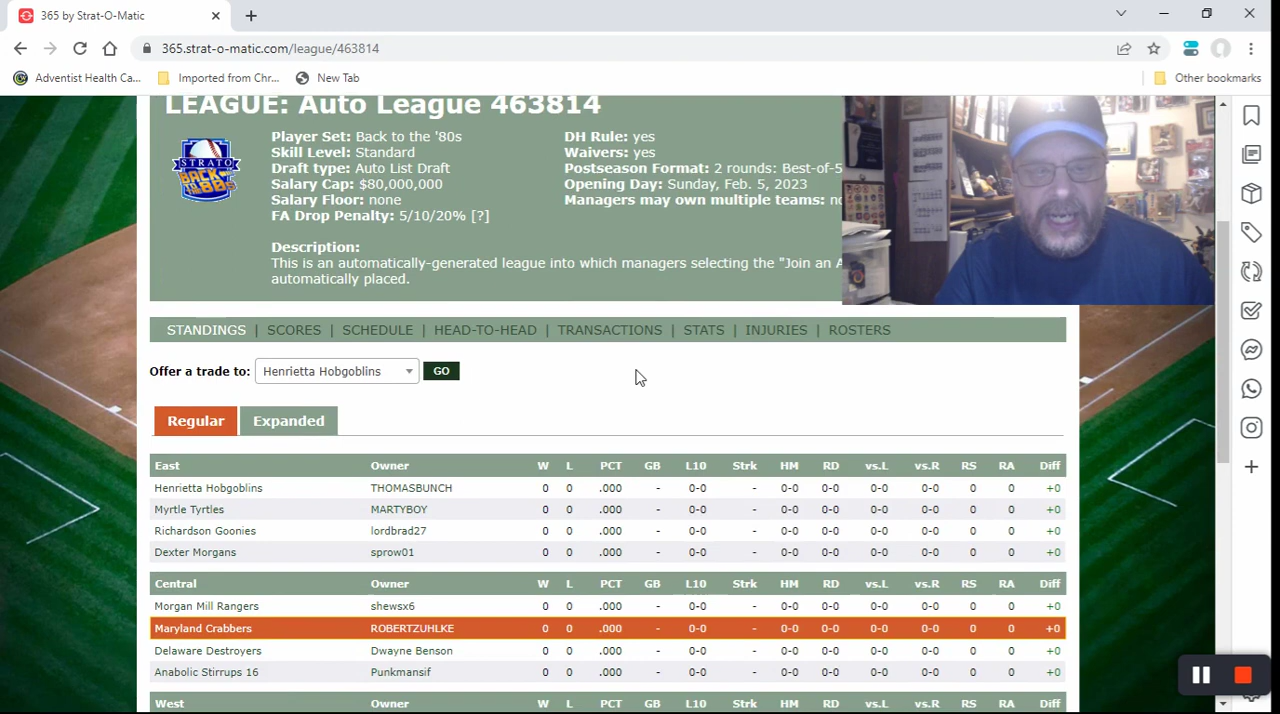 365 by Strat-O-Matic
365.strat-o-matic.com/league/463814
Adventist Health Ca... Imported from Chr... New Tab Other bookmarks
LEAGUE: Auto League 463814
STRATO
BACK TO THE 80s
Player Set: Back to the '80s
Skill Level: Standard
Draft type: Auto List Draft
Salary Cap: $80,000,000
Salary Floor: none
FA Drop Penalty: 5/10/20% [?]
DH Rule: yes
Waivers: yes
Postseason Format: 2 rounds: Best-of-5
Opening Day: Sunday, Feb. 5, 2023
Managers may own multiple teams: no
Description:
This is an automatically-generated league into which managers selecting the "Join an A
automatically placed.
STANDINGS | SCORES | SCHEDULE | HEAD-TO-HEAD | TRANSACTIONS | STATS | INJURIES | ROSTERS
Offer a trade to: Henrietta Hobgoblins GO
Regular Expanded
East Owner W L PCT GB L10 Strk HM RD vs.L vs.R RS RA Diff
Henrietta Hobgoblins THOMASBUNCH 0 0 .000 - 0-0 - 0-0 0-0 0-0 0-0 0 0 +0
Myrtle Tyrtles MARTYBOY 0 0 .000 - 0-0 - 0-0 0-0 0-0 0-0 0 0 +0
Richardson Goonies lordbrad27 0 0 .000 - 0-0 - 0-0 0-0 0-0 0-0 0 0 +0
Dexter Morgans sprow01 0 0 .000 - 0-0 - 0-0 0-0 0-0 0-0 0 0 +0
Central Owner W L PCT GB L10 Strk HM RD vs.L vs.R RS RA Diff
Morgan Mill Rangers shewsx6 0 0 .000 - 0-0 - 0-0 0-0 0-0 0-0 0 0 +0
Maryland Crabbers ROBERTZUHLKE 0 0 .000 - 0-0 - 0-0 0-0 0-0 0-0 0 0 +0
Delaware Destroyers Dwayne Benson 0 0 .000 - 0-0 - 0-0 0-0 0-0 0-0 0 0 +0
Anabolic Stirrups 16 Punkmansif 0 0 .000 - 0-0 - 0-0 0-0 0-0 0-0 0 0 +0
West Owner W L PCT GB L10 Strk HM RD vs.L vs.R RS RA Diff